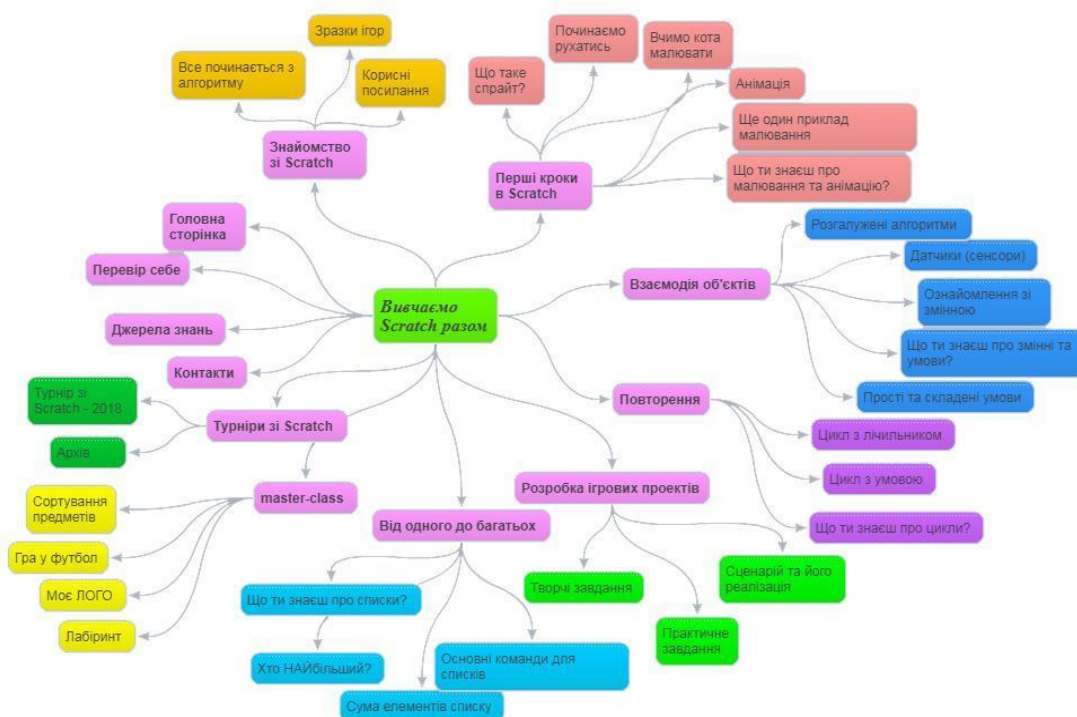 Зразки ігор
Все починається з
алгоритму
Корисні
посилання
Знайомство
зі Scratch
Починаємо
рухатись
Вчимо кота
малювати
Що таке
спрайт?
Анімація
Ще один приклад
малювання
Що ти знаєш про
малювання та анімацію?
Перші кроки
в Scratch
Головна
сторінка
Перевір себе
Джерела знань
Контакти
Вивчаємо
Scratch разом
Взаємодія об'єктів
Розгалужені алгоритми
Датчики (сенсори)
Ознайомлення зі
змінною
Що ти знаєш про змінні та
умови?
Прості та складені умови
Повторення
Цикл з лічильником
Цикл з умовою
Що ти знаєш про цикли?
Турнір зі
Scratch - 2018
Архів
Турніри зі Scratch
master-class
Сортування
предметів
Гра у футбол
Моє ЛОГО
Лабіринт
Від одного до багатьох
Що ти знаєш про списки?
Хто НАЙбільший?
Основні команди для
списків
Сума елементів списку
Розробка ігрових проектів
Творчі завдання
Сценарій та його
реалізація
Практичне
завдання